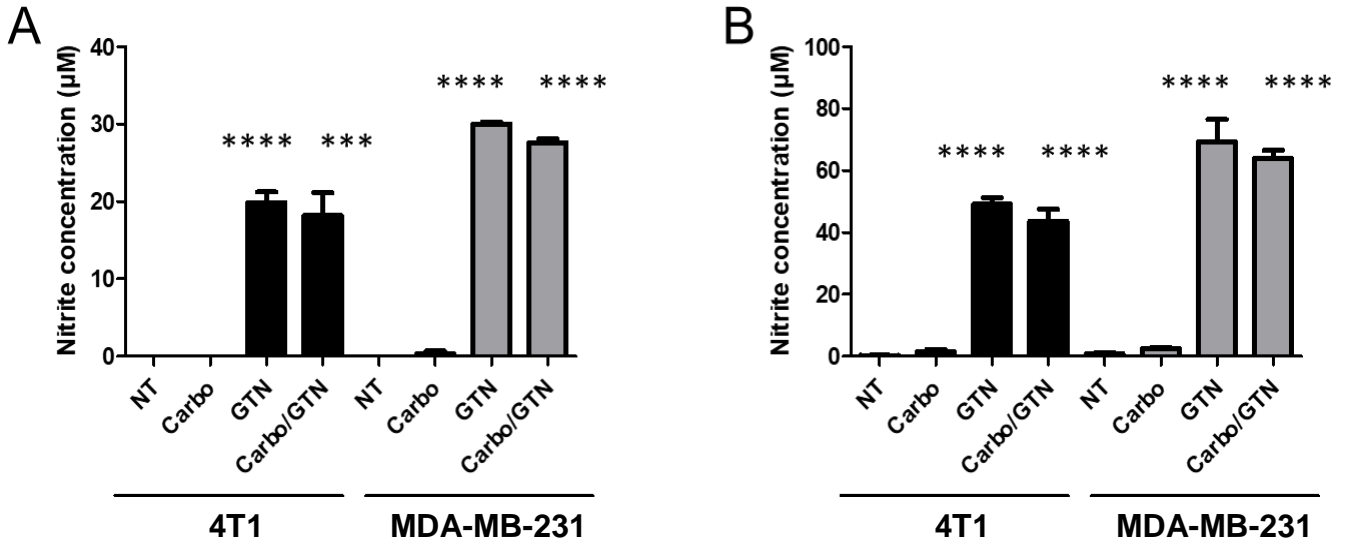 A
Nitrite concentration (µM)
40
30
20
10
0
**** *** **** ****
NT Carbo GTN Carbo/GTN NT Carbo GTN Carbo/GTN
4T1 MDA-MB-231
B
Nitrite concentration (µM)
100
80
60
40
20
0
**** **** **** ****
NT Carbo GTN Carbo/GTN NT Carbo GTN Carbo/GTN
4T1 MDA-MB-231